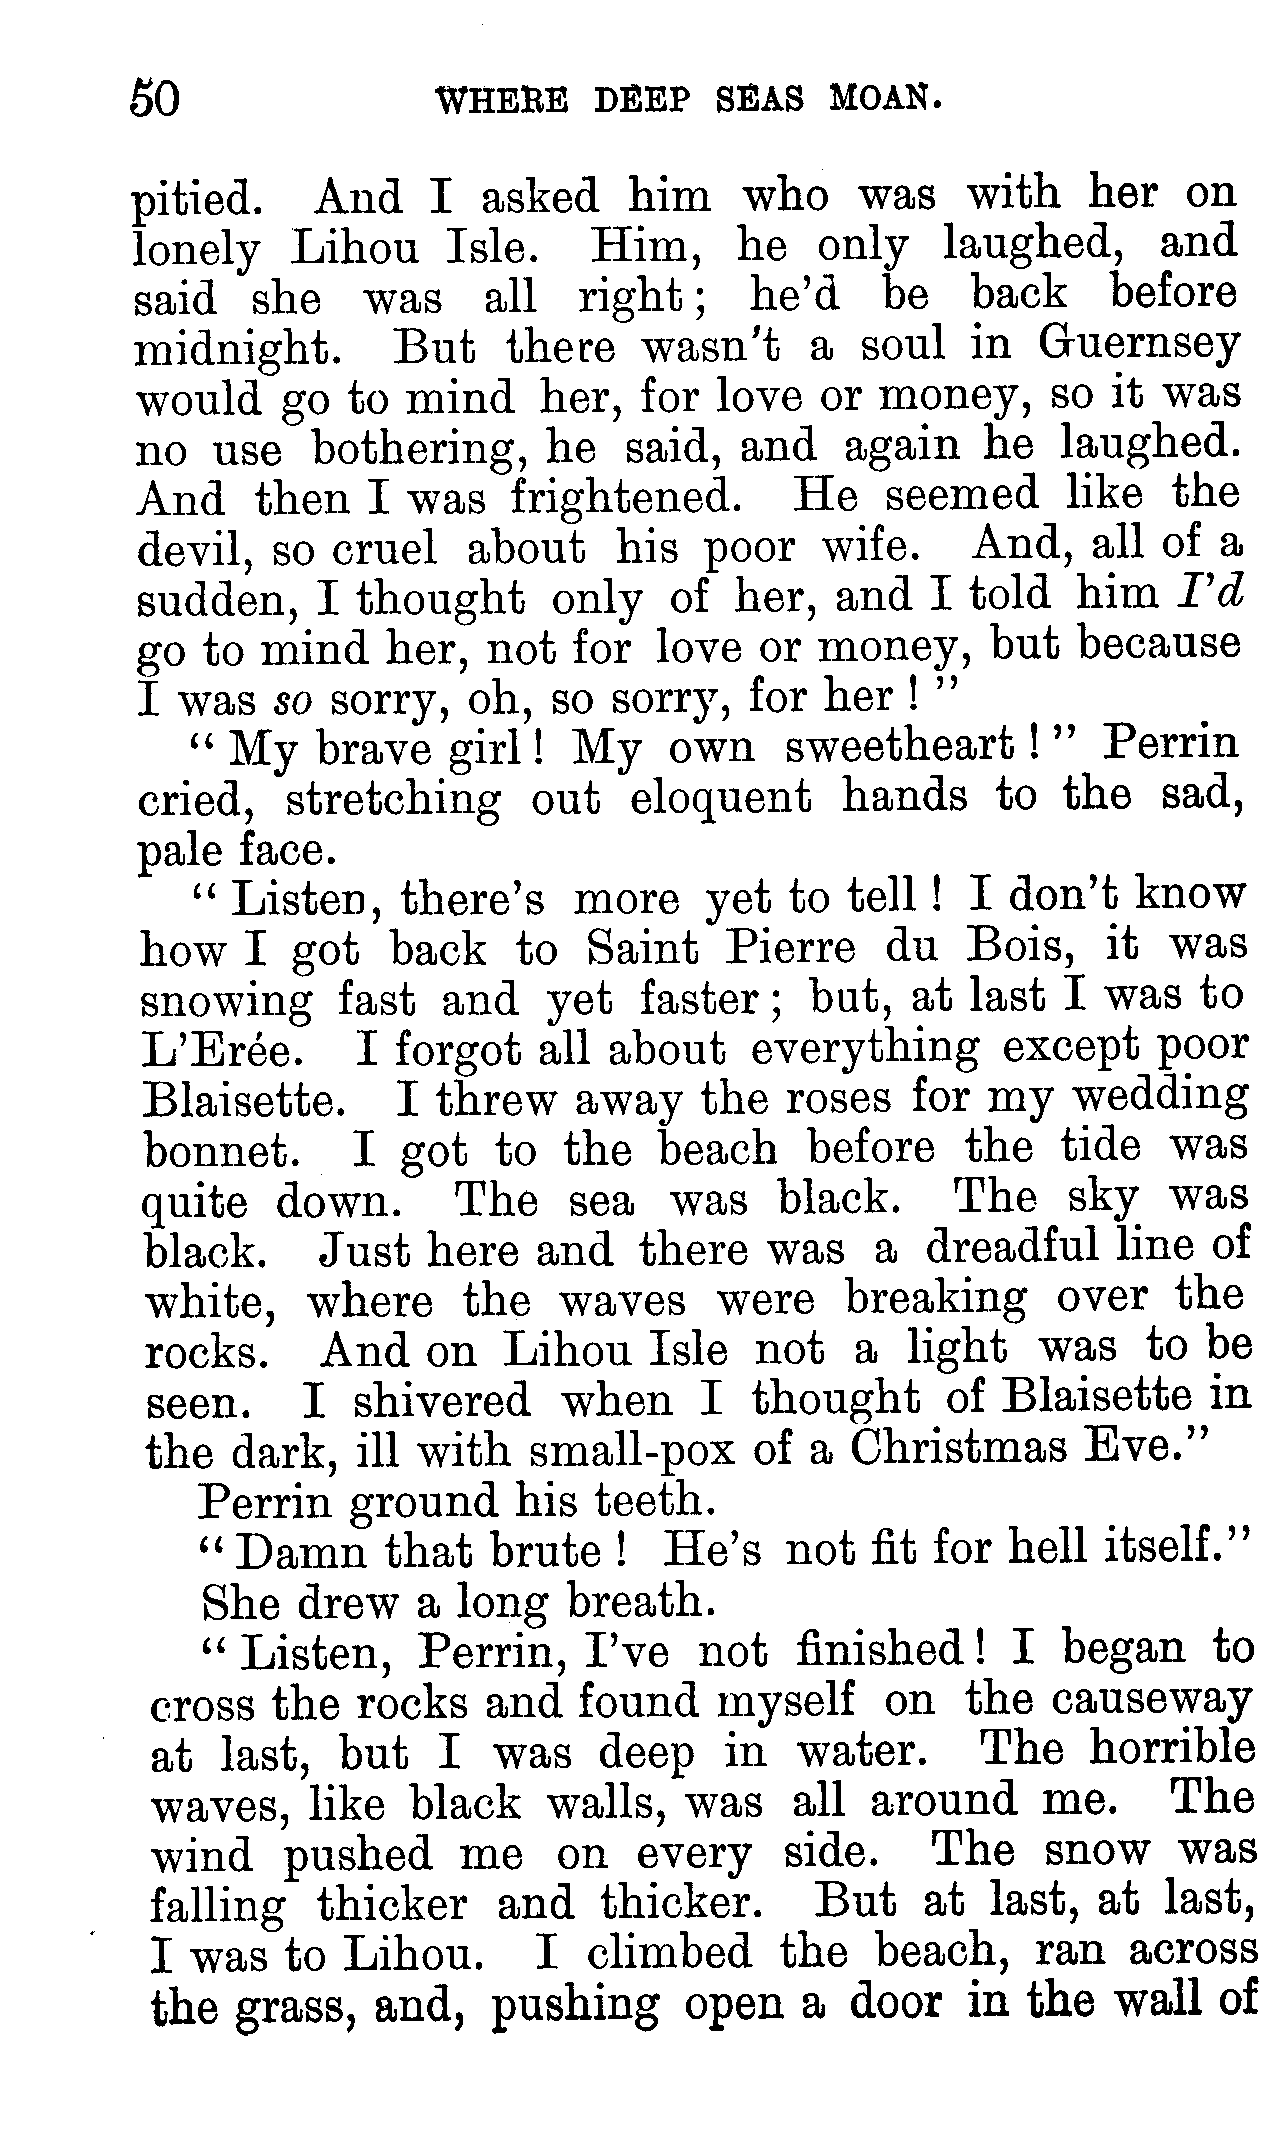 50 WHERE DEEP SEAS MOAN.
pitied. And I asked him who was with her on
lonely Lihou Isle. Him, he only laughed, and
said she was all right; he'd be back before
midnight. But there wasn't a soul in Guernsey
would go to mind her, for love or money, so it was
no use bothering, he said, and again he laughed.
And then I was frightened. He seemed like the
devil, so cruel about his poor wife. And, all of a
sudden, I thought only of her, and I told him I'd
go to mind her, not for love or money, but because
I was so sorry, oh, so sorry, for her ! ”
“ My brave girl! My own sweetheart ! ” Perrin
cried, stretching out eloquent hands to the sad,
pale face.
“ Listen, there's more yet to tell ! I don't know
how I got back to Saint Pierre du Bois, it was
snowing fast and yet faster ; but, at last I was to
L'Erée. I forgot all about everything except poor
Blaisette. I threw away the roses for my wedding
bonnet. I got to the beach before the tide was
quite down. The sea was black. The sky was
black. Just here and there was a dreadful line of
white, where the waves were breaking over the
rocks. And on Lihou Isle not a light was to be
seen. I shivered when I thought of Blaisette in
the dark, ill with small-pox of a Christmas Eve.”
Perrin ground his teeth.
“ Damn that brute ! He's not fit for hell itself.”
She drew a long breath.
“ Listen, Perrin, I've not finished ! I began to
cross the rocks and found myself on the causeway
at last, but I was deep in water. The horrible
waves, like black walls, was all around me. The
wind pushed me on every side. The snow was
falling thicker and thicker. But at last, at last,
I was to Lihou. I climbed the beach, ran across
the grass, and, pushing open a door in the wall of